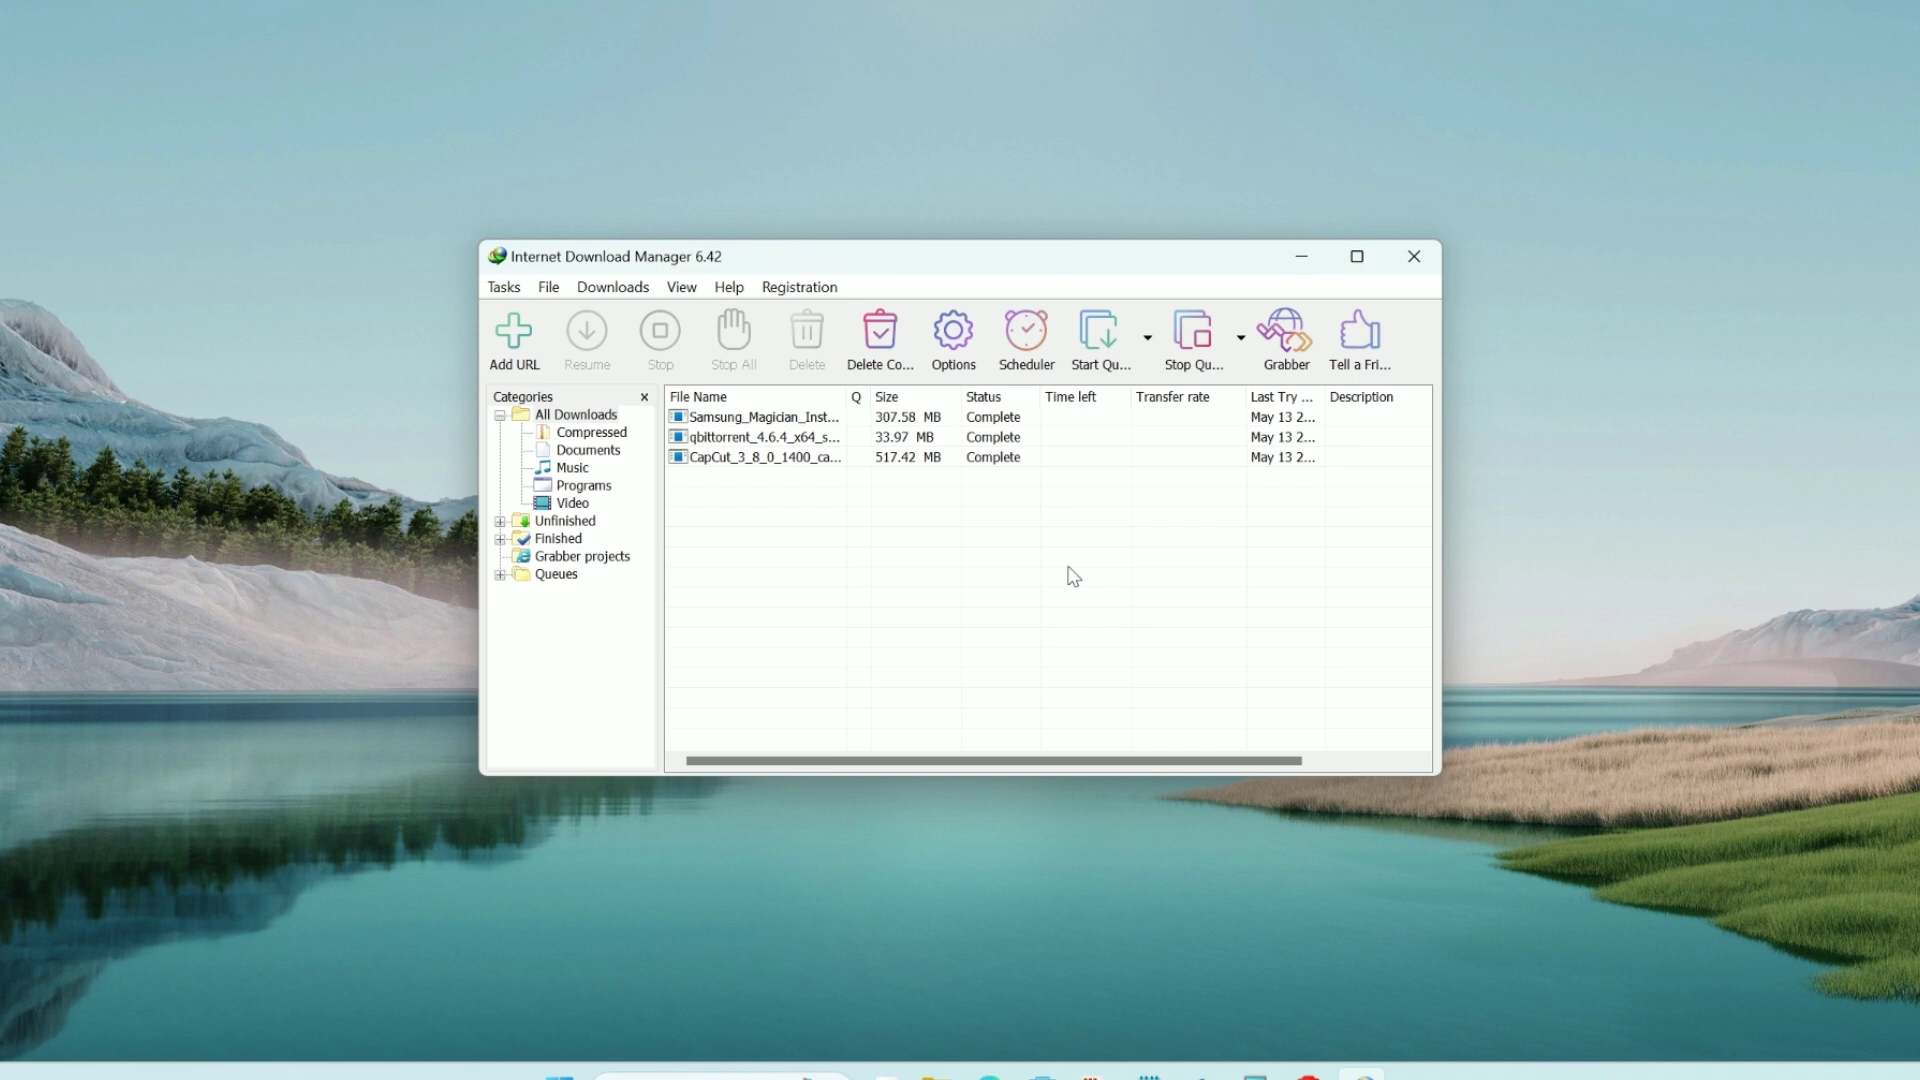 Internet Download Manager 6.42
Tasks File Downloads View Help Registration
Add URL Resume Stop Stop All Delete Delete Co... Options Scheduler Start Qu... Stop Qu... Grabber Tell a Fri...
Categories
All Downloads
Compressed
Documents
Music
Programs
Video
Unfinished
Finished
Grabber projects
Queues
File Name Q Size Status Time left Transfer rate Last Try ... Description
Samsung_Magician_Inst... 307.58 MB Complete May 13 2...
qbittorrent_4.6.4_x64_s... 33.97 MB Complete May 13 2...
CapCut_3_8_0_1400_ca... 517.42 MB Complete May 13 2...